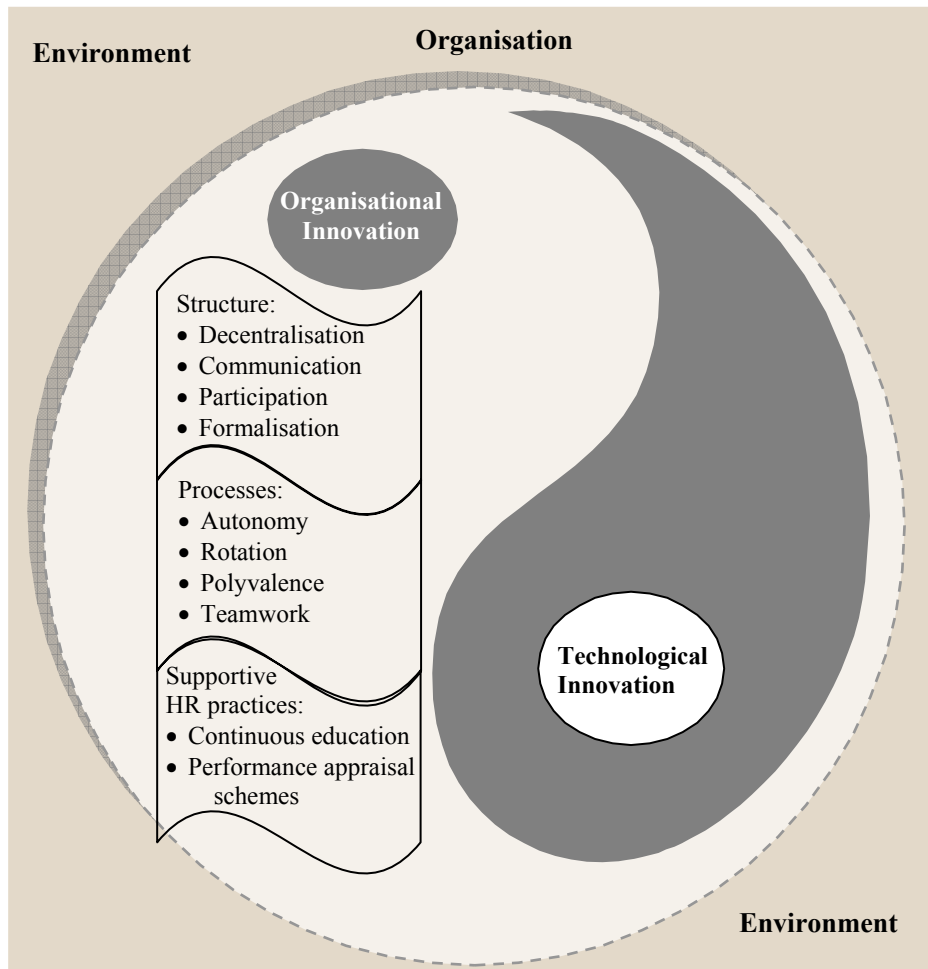 Environment
Organisation
Organisational
Innovation
Structure:
• Decentralisation
• Communication
• Participation
• Formalisation
Processes:
• Autonomy
• Rotation
• Polyvalence
• Teamwork
Supportive
HR practices:
• Continuous education
• Performance appraisal
schemes
Technological
Innovation
Environment